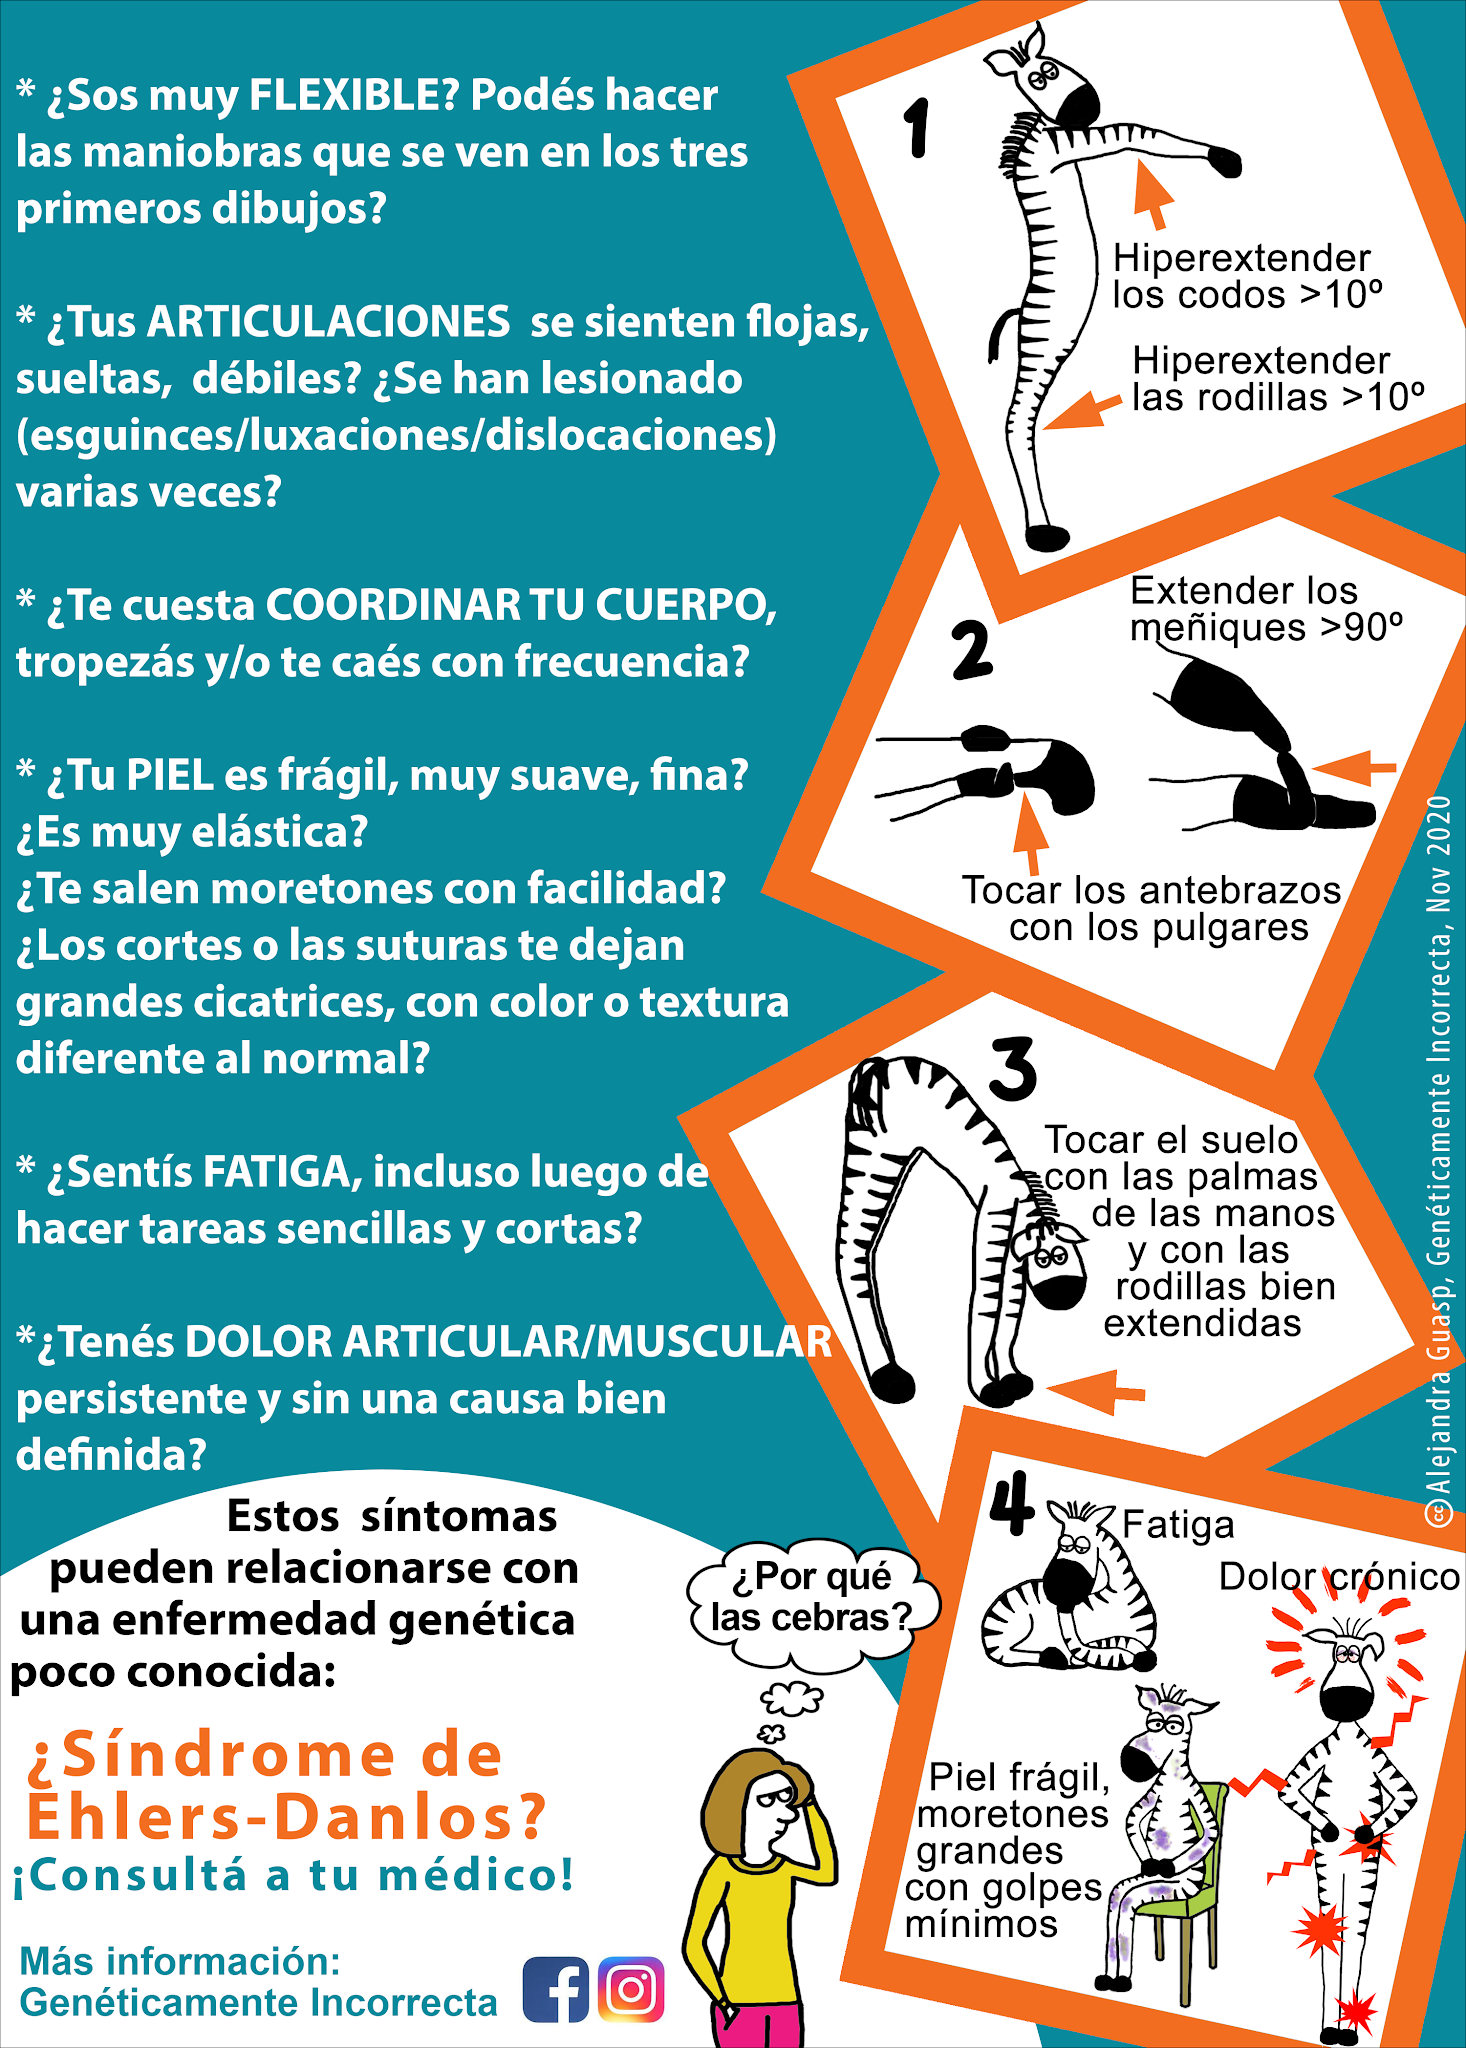 * ¿Sos muy FLEXIBLE? Podés hacer
las maniobras que se ven en los tres
primeros dibujos?
* ¿Tus ARTICULACIONES se sienten flojas,
sueltas, débiles? ¿Se han lesionado
(esguinces/luxaciones/dislocaciones)
varias veces?
* ¿Te cuesta COORDINAR TU CUERPO,
tropezás y/o te caés con frecuencia?
* ¿Tu PIEL es frágil, muy suave, fina?
¿Es muy elástica?
¿Te salen moretones con facilidad?
¿Los cortes o las suturas te dejan
grandes cicatrices, con color o textura
diferente al normal?
* ¿Sentís FATIGA, incluso luego de
hacer tareas sencillas y cortas?
*¿Tenés DOLOR ARTICULAR/MUSCULAR
persistente y sin una causa bien
definida?
Estos síntomas
pueden relacionarse con
una enfermedad genética
poco conocida:
¿Síndrome de
Ehlers-Danlos?
¡Consultá a tu médico!
Más información:
Genéticamente Incorrecta
¿Por qué
las cebras?
1
Hiperextender
los codos >10º
Hiperextender
las rodillas >10º
2
Extender los
meñiques >90º
Tocar los antebrazos
con los pulgares
3
Tocar el suelo
con las palmas
de las manos
y con las
rodillas bien
extendidas
4
Fatiga
Dolor crónico
Piel frágil,
moretones
grandes
con golpes
mínimos
cc Alejandra Guasp, Genéticamente Incorrecta, Nov 2020